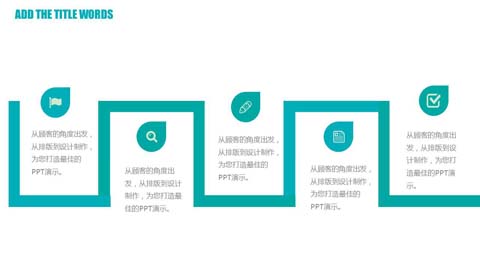 ADD THE TITLE WORDS
从顾客的角度出发，
从排版到设计制作，
为您打造最佳的
PPT演示。
从顾客的角度出
发，从排版到设计
制作，为您打造最
佳的PPT演示。
从顾客的角度出发，
从排版到设计制作，
为您打造最佳的
PPT演示。
从顾客的角度出发，
从排版到设计制作，
为您打造最佳的
PPT演示。
从顾客的角度出
发，从排版到设
计制作，为您打
造最佳的PPT演
示。